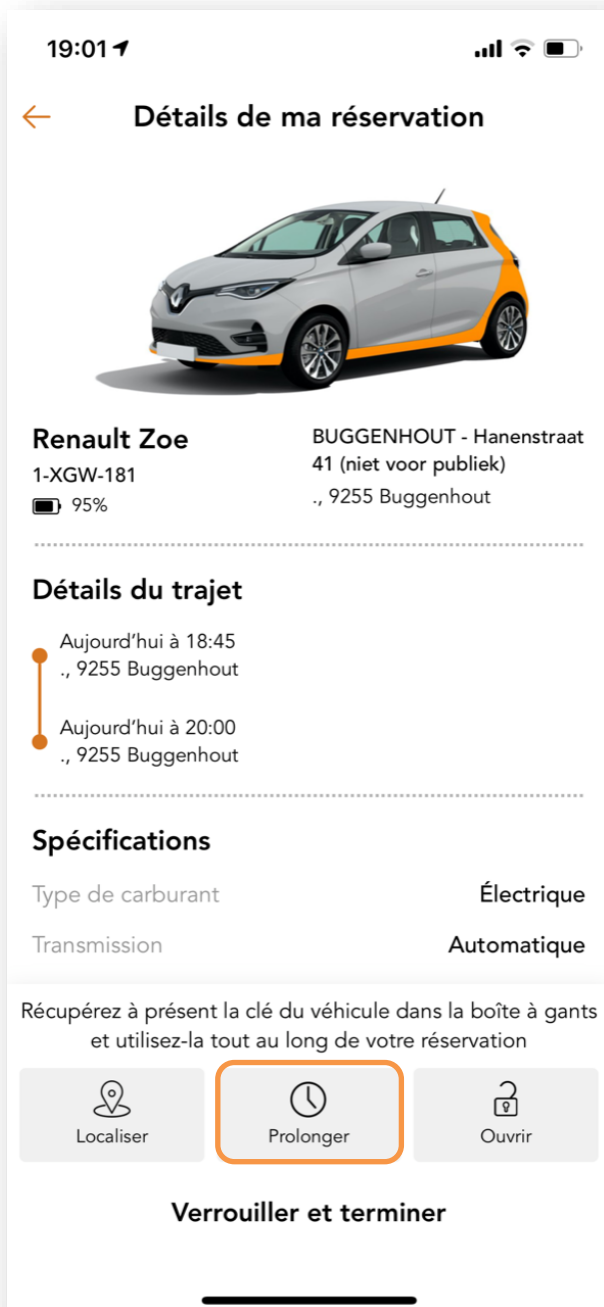 19:01
Détails de ma réservation
Renault Zoe
1-XGW-181
95%
BUGGENHOUT - Hanenstraat
41 (niet voor publiek)
., 9255 Buggenhout
Détails du trajet
Aujourd'hui à 18:45
., 9255 Buggenhout
Aujourd'hui à 20:00
., 9255 Buggenhout
Spécifications
Type de carburant Électrique
Transmission Automatique
Récupérez à présent la clé du véhicule dans la boîte à gants
et utilisez-la tout au long de votre réservation
Localiser Prolonger Ouvrir
Verrouiller et terminer